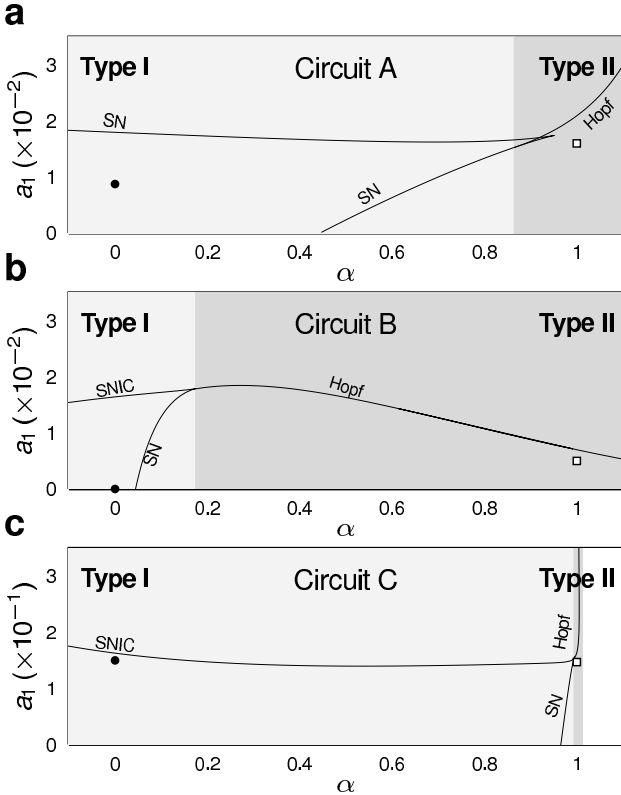 a
Type I Circuit A Type II
a₁ (×10⁻²)
3
2
1
0
SN
SN
Hopf
0 0.2 0.4 0.6 0.8 1
α
b
Type I Circuit B Type II
a₁ (×10⁻²)
3
2
1
0
SNIC
SN
Hopf
0 0.2 0.4 0.6 0.8 1
α
c
Type I Circuit C Type II
a₁ (×10⁻¹)
3
2
1
0
SNIC
Hopf
SN
0 0.2 0.4 0.6 0.8 1
α